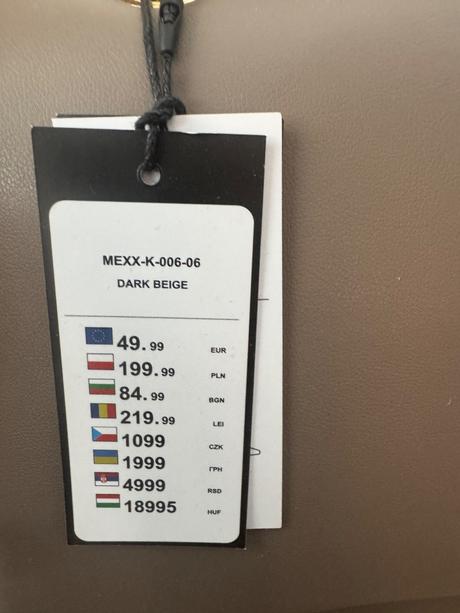 MEXX-K-006-06
DARK BEIGE
49.99 EUR
199.99 PLN
84.99 BGN
219.99 LEI
1099 CZK
1999 ГРН
4999 RSD
18995 HUF